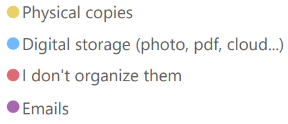 Physical copies
Digital storage (photo, pdf, cloud...)
I don't organize them
Emails